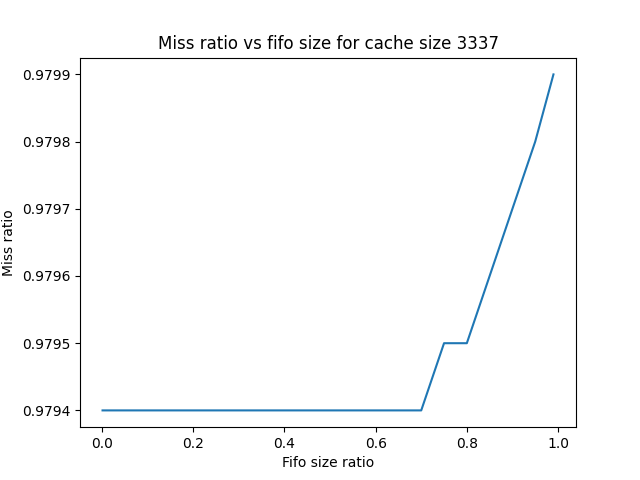 Miss ratio vs fifo size for cache size 3337
0.9799
0.9798
0.9797
0.9796
0.9795
0.9794
Miss ratio
0.0 0.2 0.4 0.6 0.8 1.0
Fifo size ratio